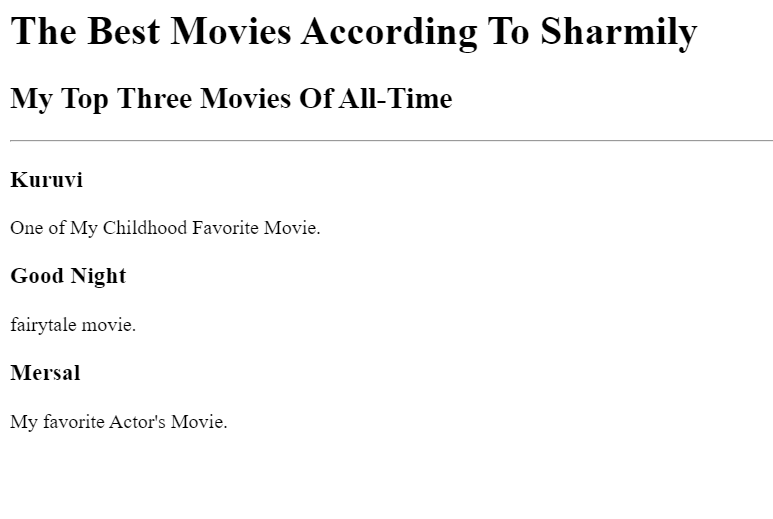 The Best Movies According To Sharmily
My Top Three Movies Of All-Time
Kuruvi
One of My Childhood Favorite Movie.
Good Night
fairytale movie.
Mersal
My favorite Actor's Movie.